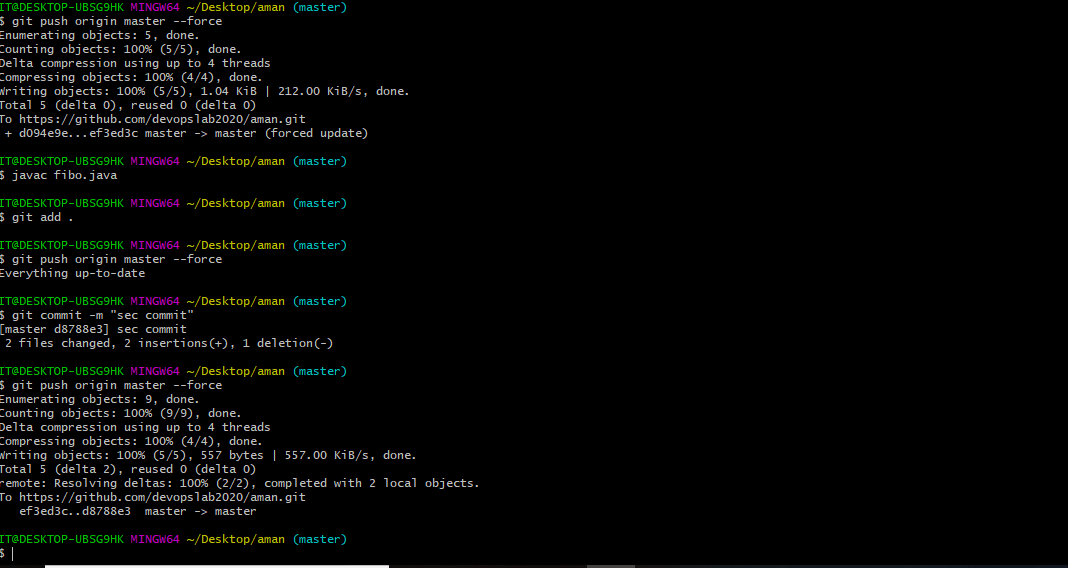 IT@DESKTOP-UBSG9HK MINGW64 ~/Desktop/aman (master)
$ git push origin master --force
Enumerating objects: 5, done.
Counting objects: 100% (5/5), done.
Delta compression using up to 4 threads
Compressing objects: 100% (4/4), done.
Writing objects: 100% (5/5), 1.04 KiB | 212.00 KiB/s, done.
Total 5 (delta 0), reused 0 (delta 0)
To https://github.com/devopslab2020/aman.git
 + d094e9e...ef3ed3c master -> master (forced update)
IT@DESKTOP-UBSG9HK MINGW64 ~/Desktop/aman (master)
$ javac fibo.java
IT@DESKTOP-UBSG9HK MINGW64 ~/Desktop/aman (master)
$ git add .
IT@DESKTOP-UBSG9HK MINGW64 ~/Desktop/aman (master)
$ git push origin master --force
Everything up-to-date
IT@DESKTOP-UBSG9HK MINGW64 ~/Desktop/aman (master)
$ git commit -m "sec commit"
[master d8788e3] sec commit
 2 files changed, 2 insertions(+), 1 deletion(-)
IT@DESKTOP-UBSG9HK MINGW64 ~/Desktop/aman (master)
$ git push origin master --force
Enumerating objects: 9, done.
Counting objects: 100% (9/9), done.
Delta compression using up to 4 threads
Compressing objects: 100% (4/4), done.
Writing objects: 100% (5/5), 557 bytes | 557.00 KiB/s, done.
Total 5 (delta 2), reused 0 (delta 0)
remote: Resolving deltas: 100% (2/2), completed with 2 local objects.
To https://github.com/devopslab2020/aman.git
   ef3ed3c..d8788e3  master -> master
IT@DESKTOP-UBSG9HK MINGW64 ~/Desktop/aman (master)
$